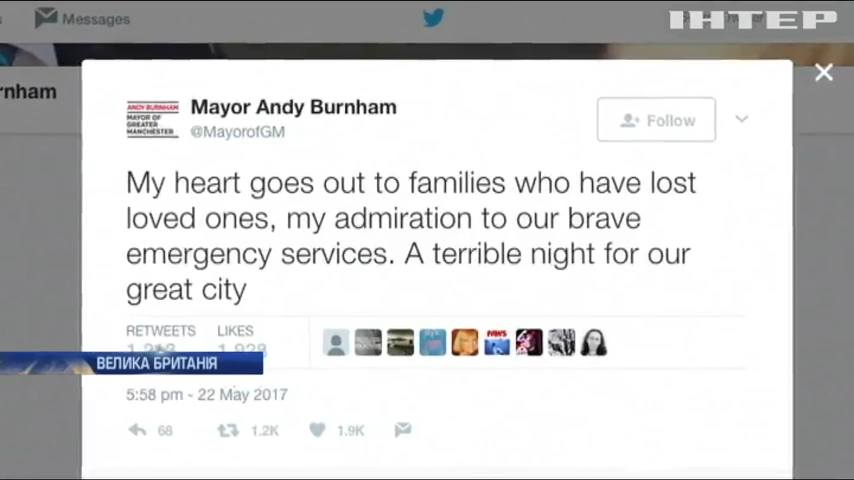 Messages
ІНТЕР
rnham
ANDY BURNHAM
MAYOR OF
GREATER
MANCHESTER
Mayor Andy Burnham
@MayorofGM
Follow
My heart goes out to families who have lost
loved ones, my admiration to our brave
emergency services. A terrible night for our
great city
RETWEETS LIKES
1,928
ВЕЛИКА БРИТАНІЯ
5:58 pm - 22 May 2017
68 1.2K 1.9K